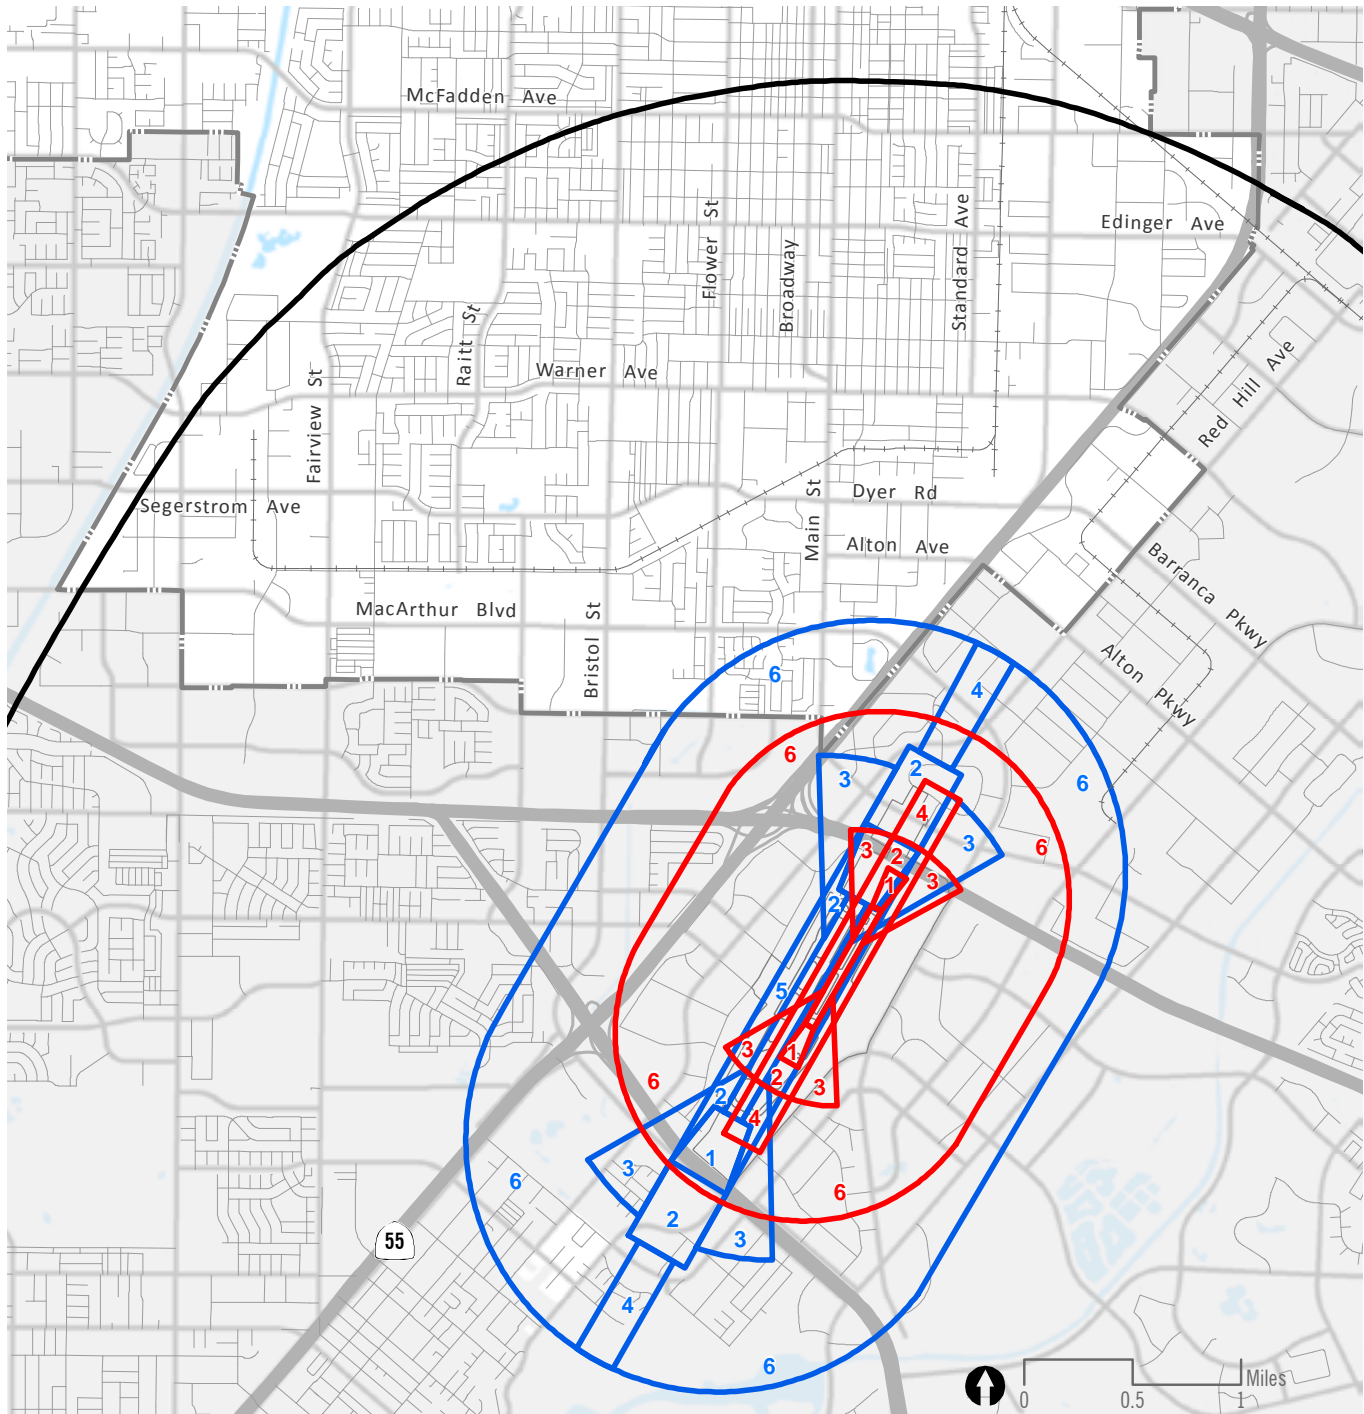 McFadden Ave
Edinger Ave
Flower St
Standard Ave
Broadway
Raitt St
Warner Ave
Fairview St
Red Hill Ave
Segerstrom Ave
Main St
Dyer Rd
Alton Ave
Barranca Pkwy
MacArthur Blvd
Bristol St
Alton Pkwy
6
4
6
2
3
6
4
3
6
3
2
3
1
2
5
3
1
2
3
6
2
4
1
3
6
6
2
3
55
4
6
Miles
0
0.5
1